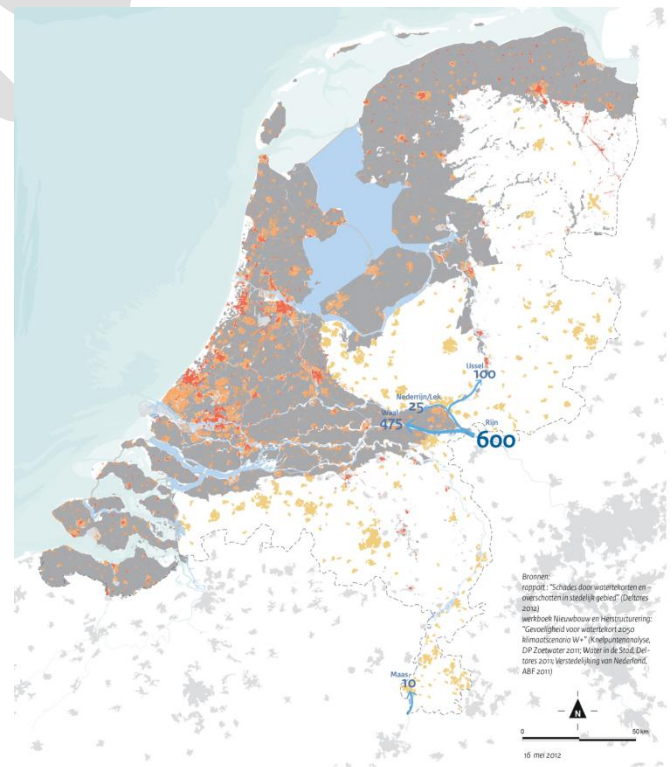 IJssel
100
Nederrijn/Lek
25
Waal
475
Rijn
600
Maas
10
Bronnen:
rapport : "Schades door watertekorten en –
overschotten in stedelijk gebied" (Deltares
2012)
werkboek Nieuwbouw en Herstructurering:
"Gevoeligheid voor watertekort 2050
klimaatscenario W+" (Knelpuntenanalyse,
DP Zoetwater 2011; Water in de Stad, Del-
tares 2011; Verstedelijking van Nederland,
ABF 2011)
N
0 50 km
16 mei 2012